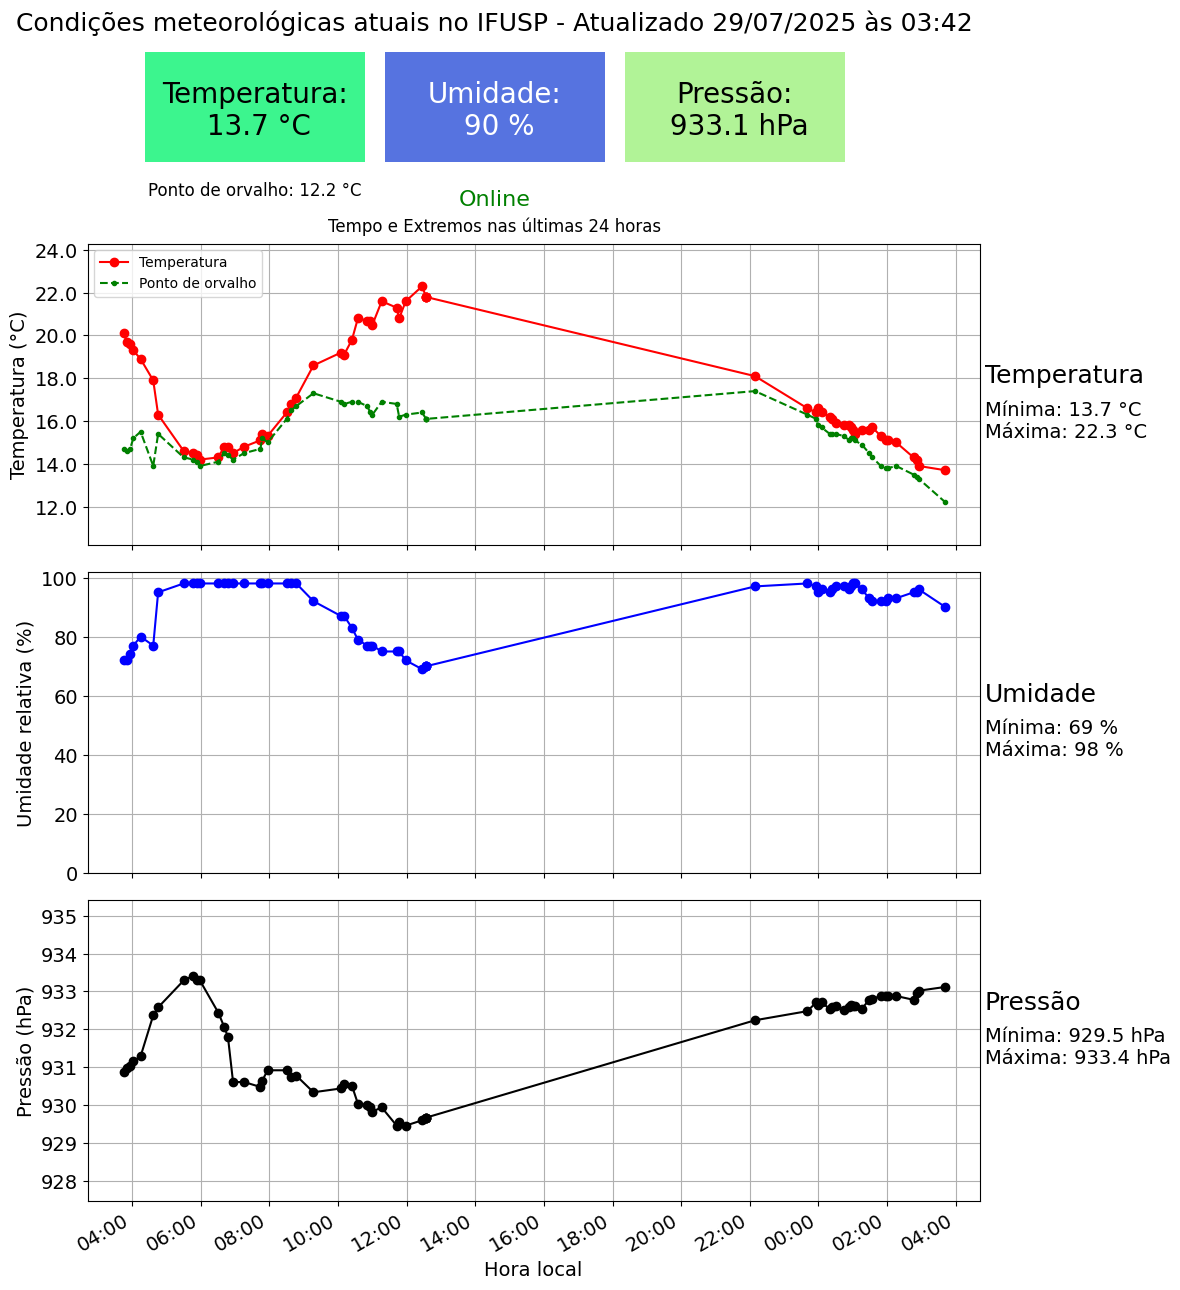 Condições meteorológicas atuais no IFUSP - Atualizado 29/07/2025 às 03:42
Temperatura:
13.7 °C
Umidade:
90 %
Pressão:
933.1 hPa
Ponto de orvalho: 12.2 °C
Online
Tempo e Extremos nas últimas 24 horas
Temperatura (°C)
24.0
22.0
20.0
18.0
16.0
14.0
12.0
Temperatura
Ponto de orvalho
Temperatura
Mínima: 13.7 °C
Máxima: 22.3 °C
Umidade relativa (%)
100
80
60
40
20
0
Umidade
Mínima: 69 %
Máxima: 98 %
Pressão (hPa)
935
934
933
932
931
930
929
928
Pressão
Mínima: 929.5 hPa
Máxima: 933.4 hPa
04:00
06:00
08:00
10:00
12:00
14:00
16:00
18:00
20:00
22:00
00:00
02:00
04:00
Hora local